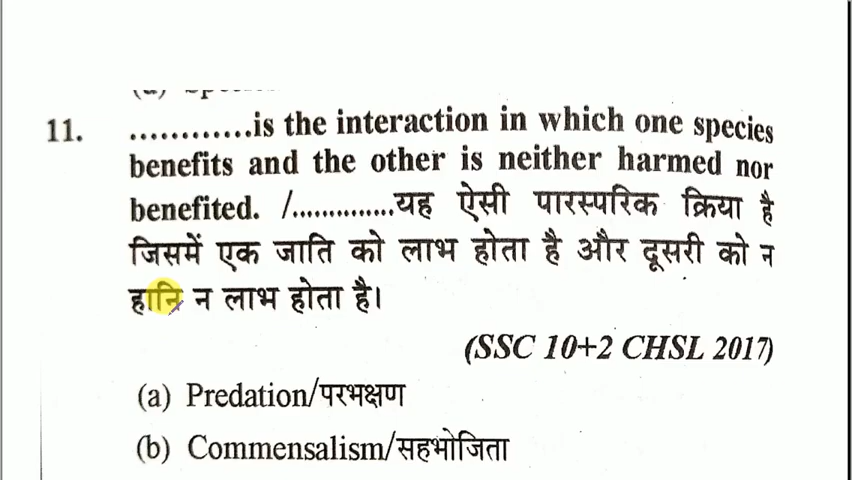 11. ............is the interaction in which one species
benefits and the other is neither harmed nor
benefited. /..............यह ऐसी पारस्परिक क्रिया है
जिसमें एक जाति को लाभ होता है और दूसरी को न
हानि न लाभ होता है।
(SSC 10+2 CHSL 2017)
(a) Predation/परभक्षण
(b) Commensalism/सहभोजिता